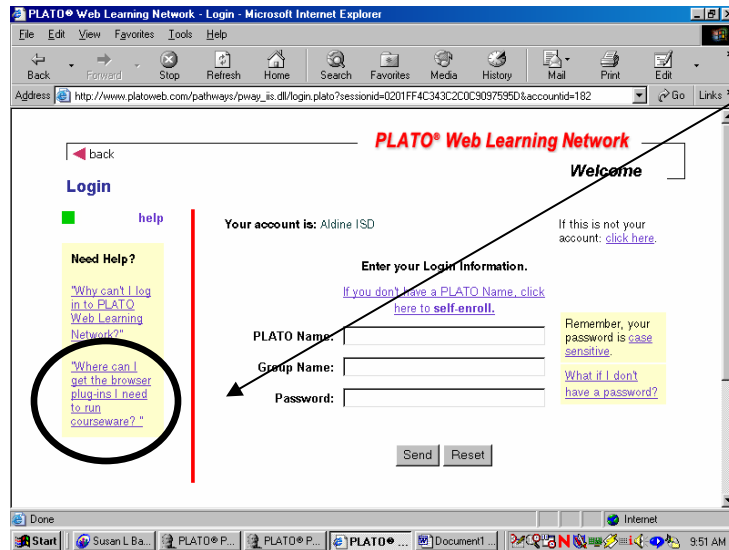 PLATO® Web Learning Network - Login - Microsoft Internet Explorer
File Edit View Favorites Tools Help
Back Forward Stop Refresh Home Search Favorites Media History Mail Print Edit
Address http://www.platoweb.com/pathways/pway_iis.dll/login.plato?sessionid=0201FF4C343C2C0C9097595D&accountid=182 Go Links
PLATO® Web Learning Network
back
Welcome
Login
help
Your account is: Aldine ISD
If this is not your
account: click here.
Need Help?
"Why can't I log
in to PLATO
Web Learning
Network?"
"Where can I
get the browser
plug-ins I need
to run
courseware? "
Enter your Login Information.
If you don't have a PLATO Name, click
here to self-enroll.
PLATO Name:
Group Name:
Password:
Remember, your
password is case
sensitive.
What if I don't
have a password?
Send Reset
Done Internet
Start Susan L Ba... PLATO® P... PLATO® P... PLATO® ... Document1 ... 9:51 AM